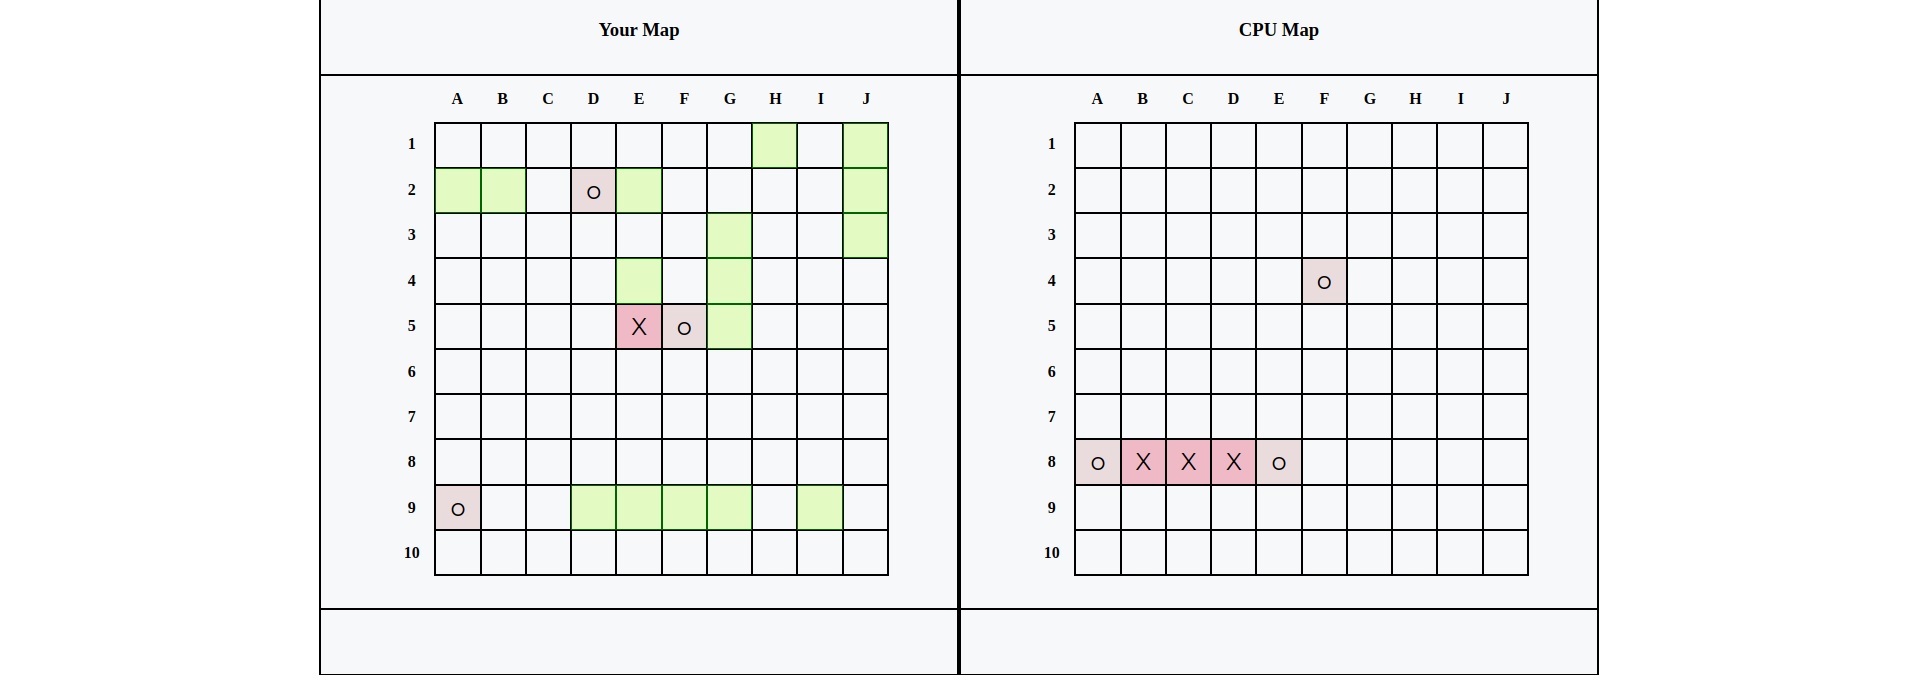 Your Map CPU Map
A B C D E F G H I J A B C D E F G H I J
1 1
2 O 2
3 3
4 4 O
5 X O 5
6 6
7 7
8 8 O X X X O
9 O 9
10 10